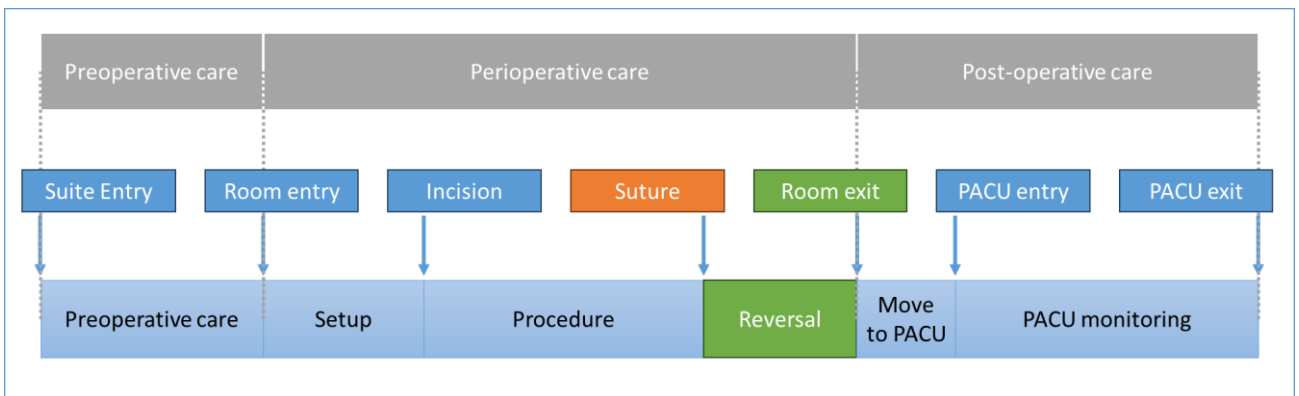 Preoperative care
Perioperative care
Post-operative care
Suite Entry
Room entry
Incision
Suture
Room exit
PACU entry
PACU exit
Preoperative care
Setup
Procedure
Reversal
Move
to PACU
PACU monitoring